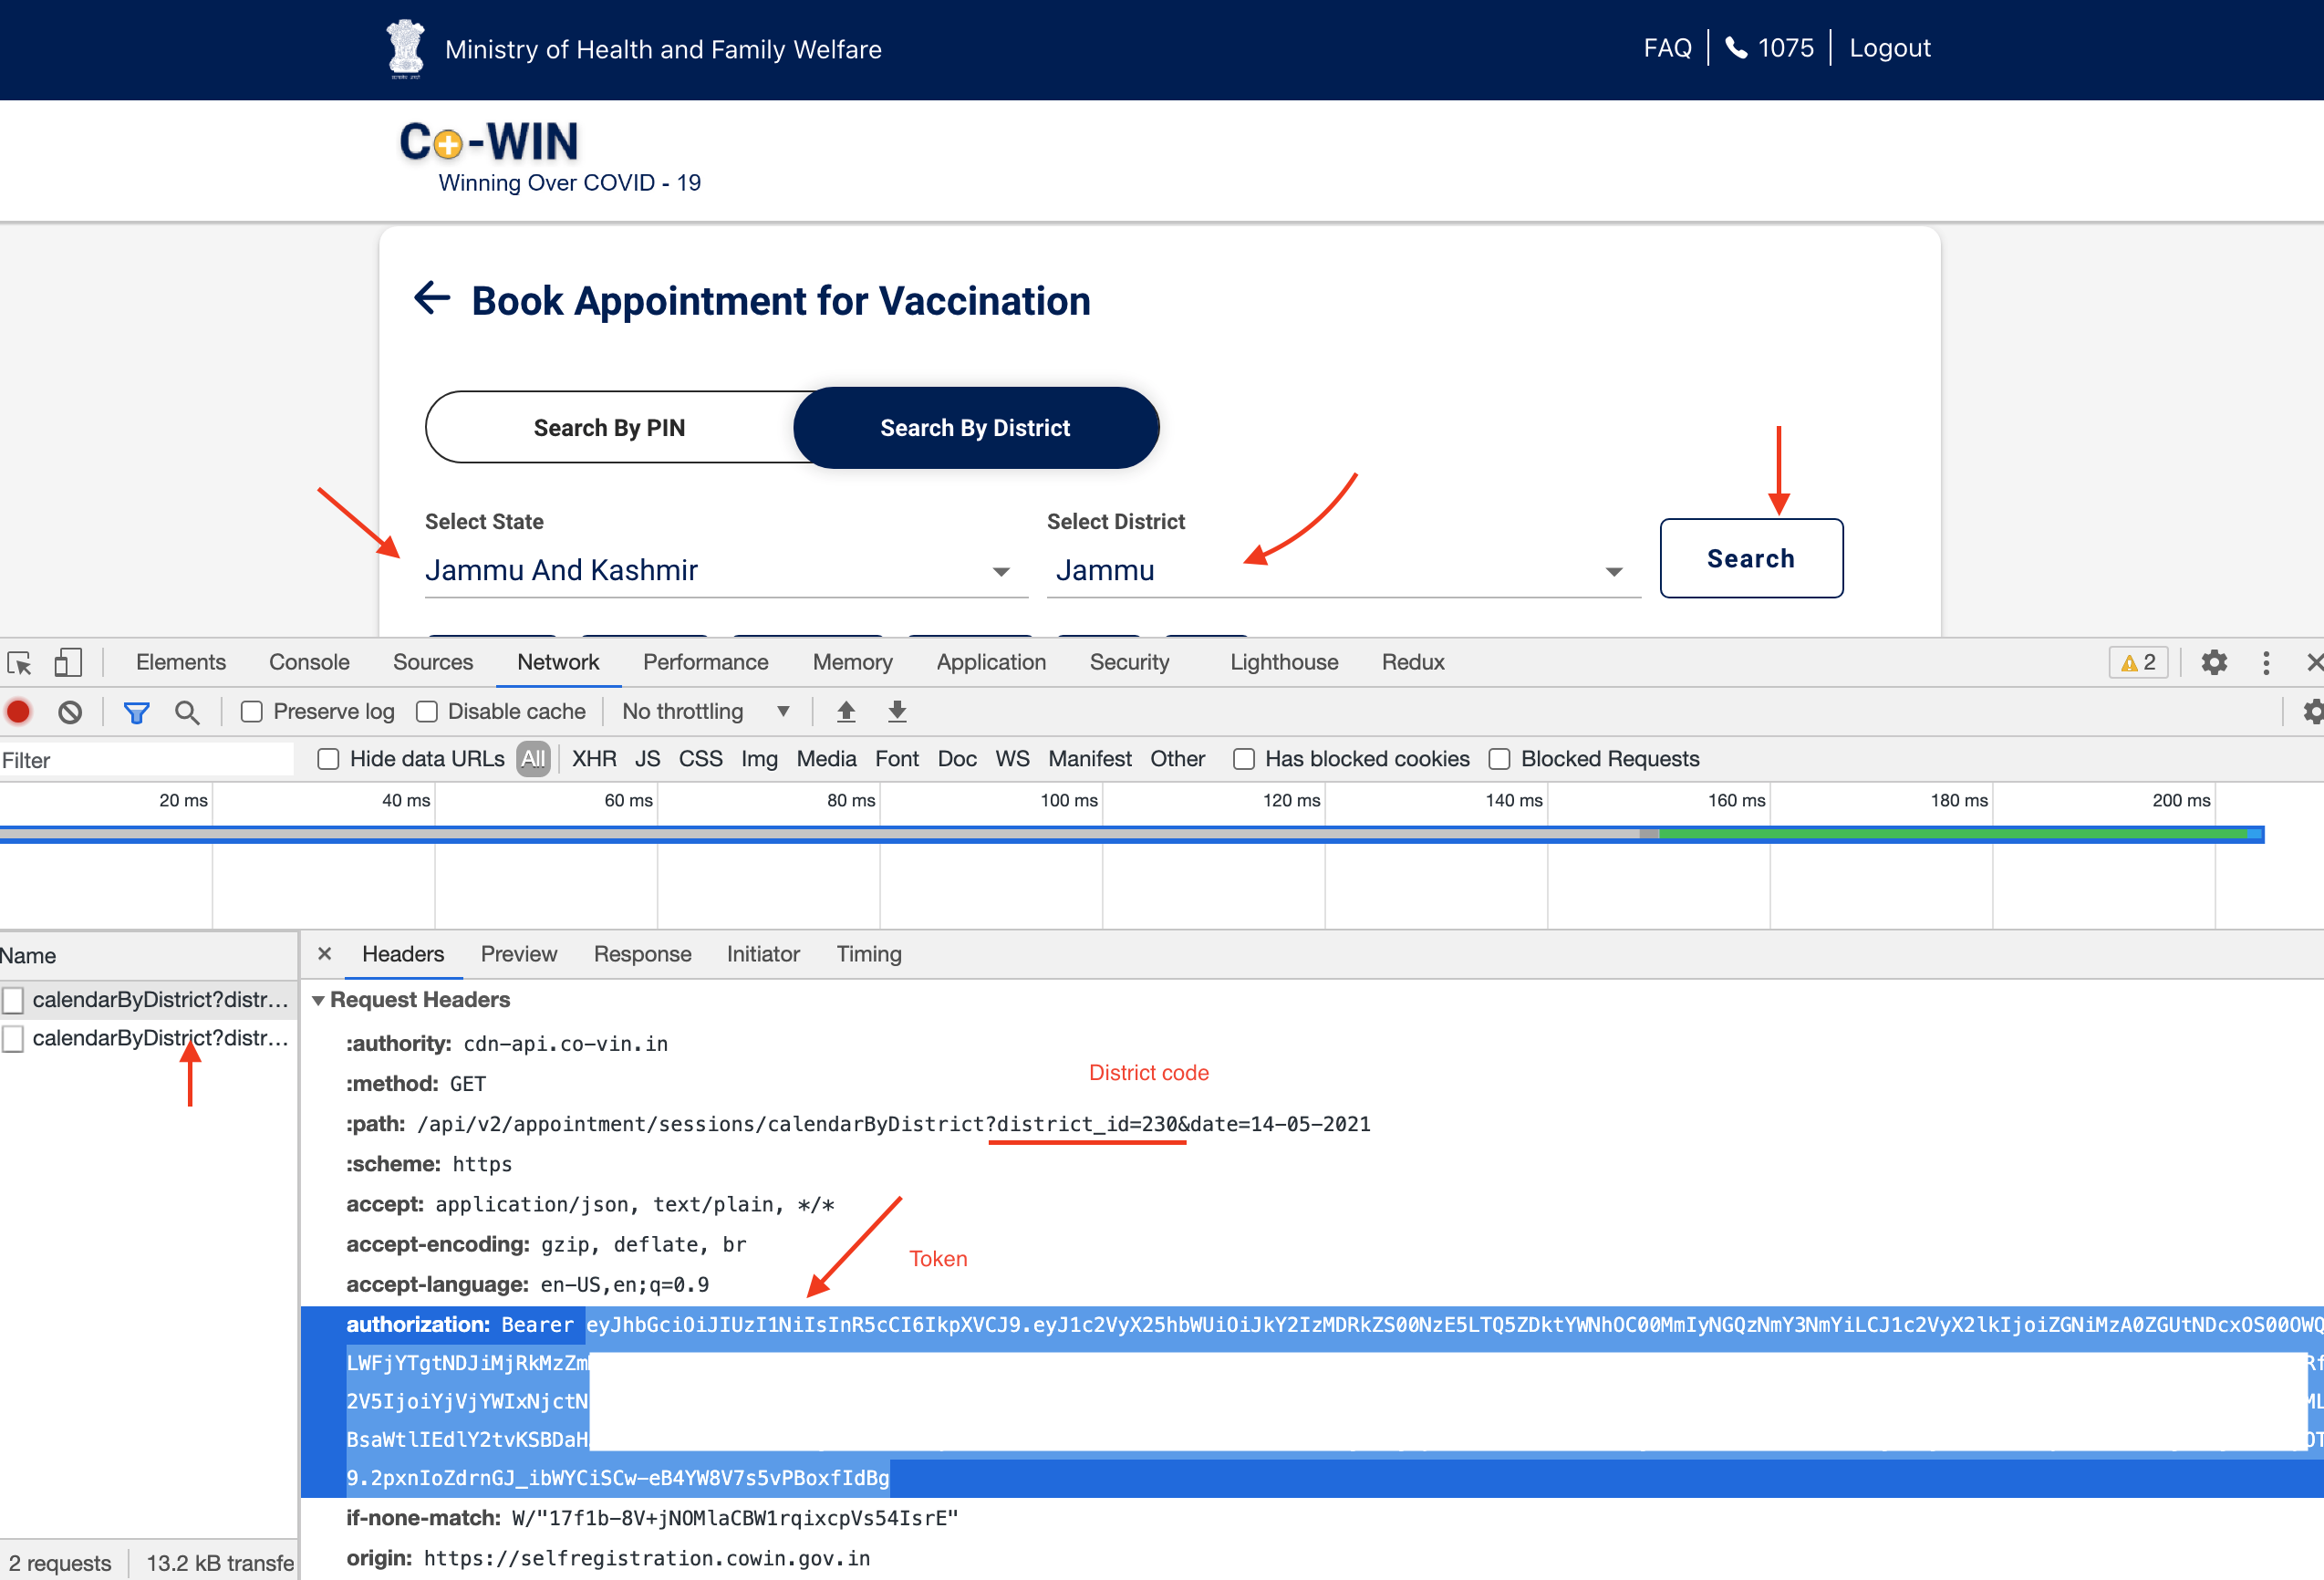 Ministry of Health and Family Welfare
FAQ
1075
Logout
Co-WIN
Winning Over COVID - 19
Book Appointment for Vaccination
Search By PIN
Search By District
Select State
Select District
Jammu And Kashmir
Jammu
Search
Elements Console Sources Network Performance Memory Application Security Lighthouse Redux
2
Preserve log Disable cache No throttling
Filter
Hide data URLs All XHR JS CSS Img Media Font Doc WS Manifest Other Has blocked cookies Blocked Requests
20 ms 40 ms 60 ms 80 ms 100 ms 120 ms 140 ms 160 ms 180 ms 200 ms
Name
calendarByDistrict?distr...
calendarByDistrict?distr...
Headers Preview Response Initiator Timing
Request Headers
:authority: cdn-api.co-vin.in
:method: GET
District code
:path: /api/v2/appointment/sessions/calendarByDistrict?district_id=230&date=14-05-2021
:scheme: https
accept: application/json, text/plain, */*
accept-encoding: gzip, deflate, br
Token
accept-language: en-US,en;q=0.9
authorization: Bearer eyJhbGciOiJIUzI1NiIsInR5cCI6IkpXVCJ9.eyJ1c2VyX25hbWUiOiJkY2IzMDRkZS00NzE5LTQ5ZDktYWNhOC00MmIyNGQzNmY3NmYiLCJ1c2VyX2lkIjoiZGNiMzA0ZGUtNDcxOS00OWQ
LWFjYTgtNDJiMjRkMzZm
2V5IjoiYjVjYWIxNjctN
BsaWtlIEdlY2tvKSBDaH
9.2pxnIoZdrnGJ_ibWYCiSCw-eB4YW8V7s5vPBoxfIdBg
if-none-match: W/"17f1b-8V+jNOMlaCBW1rqixcpVs54IsrE"
origin: https://selfregistration.cowin.gov.in
2 requests
13.2 kB transfe